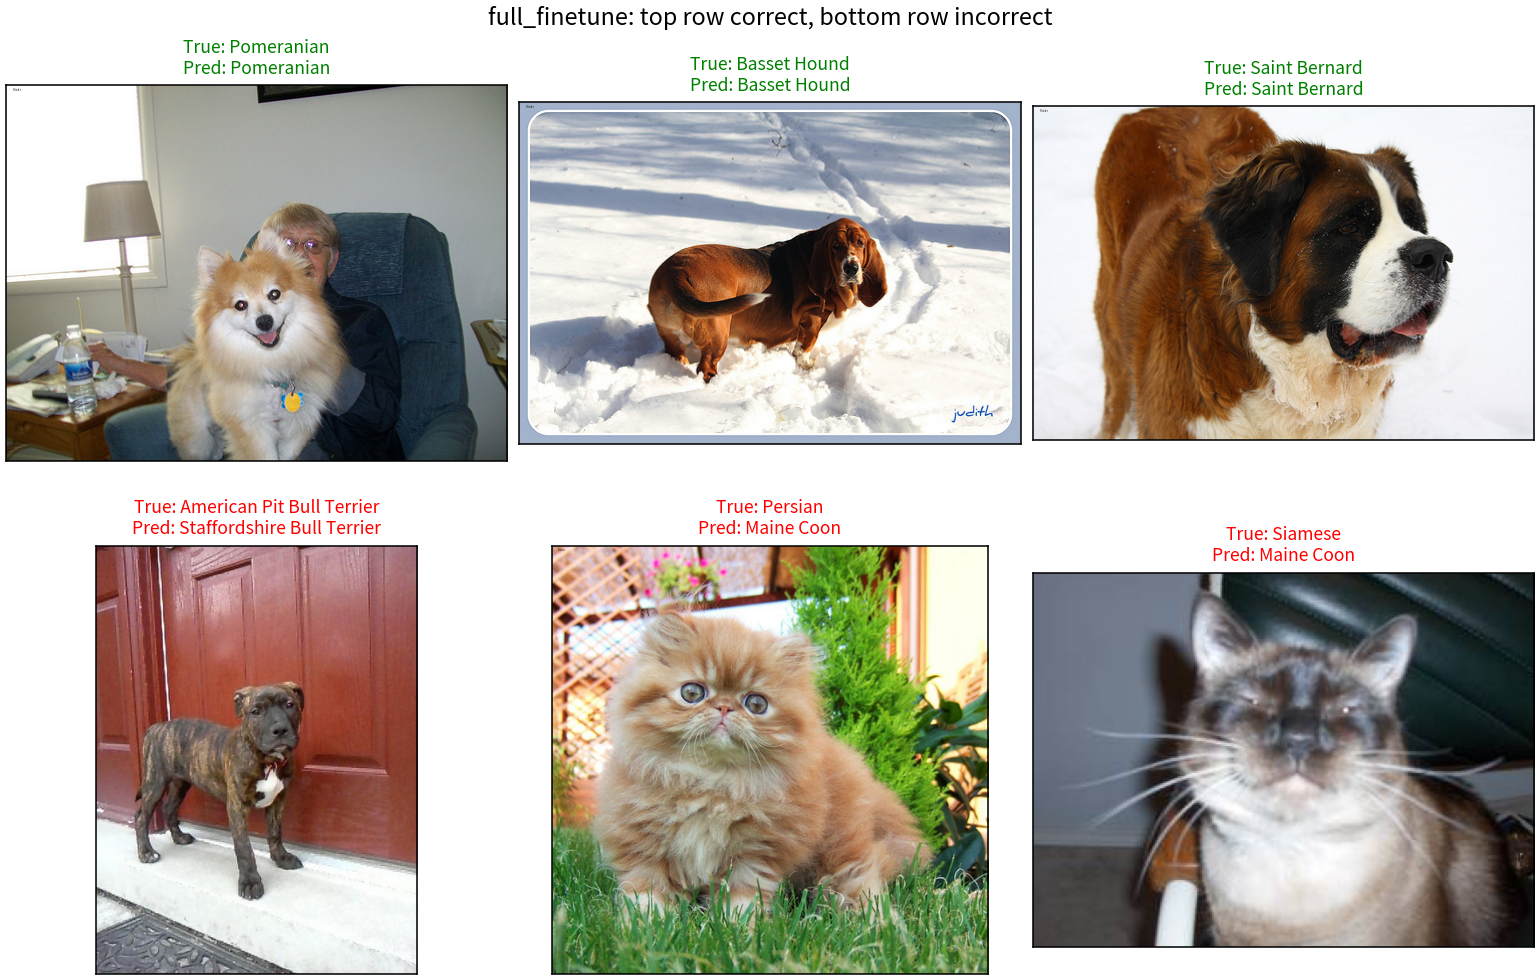 full_finetune: top row correct, bottom row incorrect
True: Pomeranian
Pred: Pomeranian
True: Basset Hound
Pred: Basset Hound
True: Saint Bernard
Pred: Saint Bernard
judith
True: American Pit Bull Terrier
Pred: Staffordshire Bull Terrier
True: Persian
Pred: Maine Coon
True: Siamese
Pred: Maine Coon